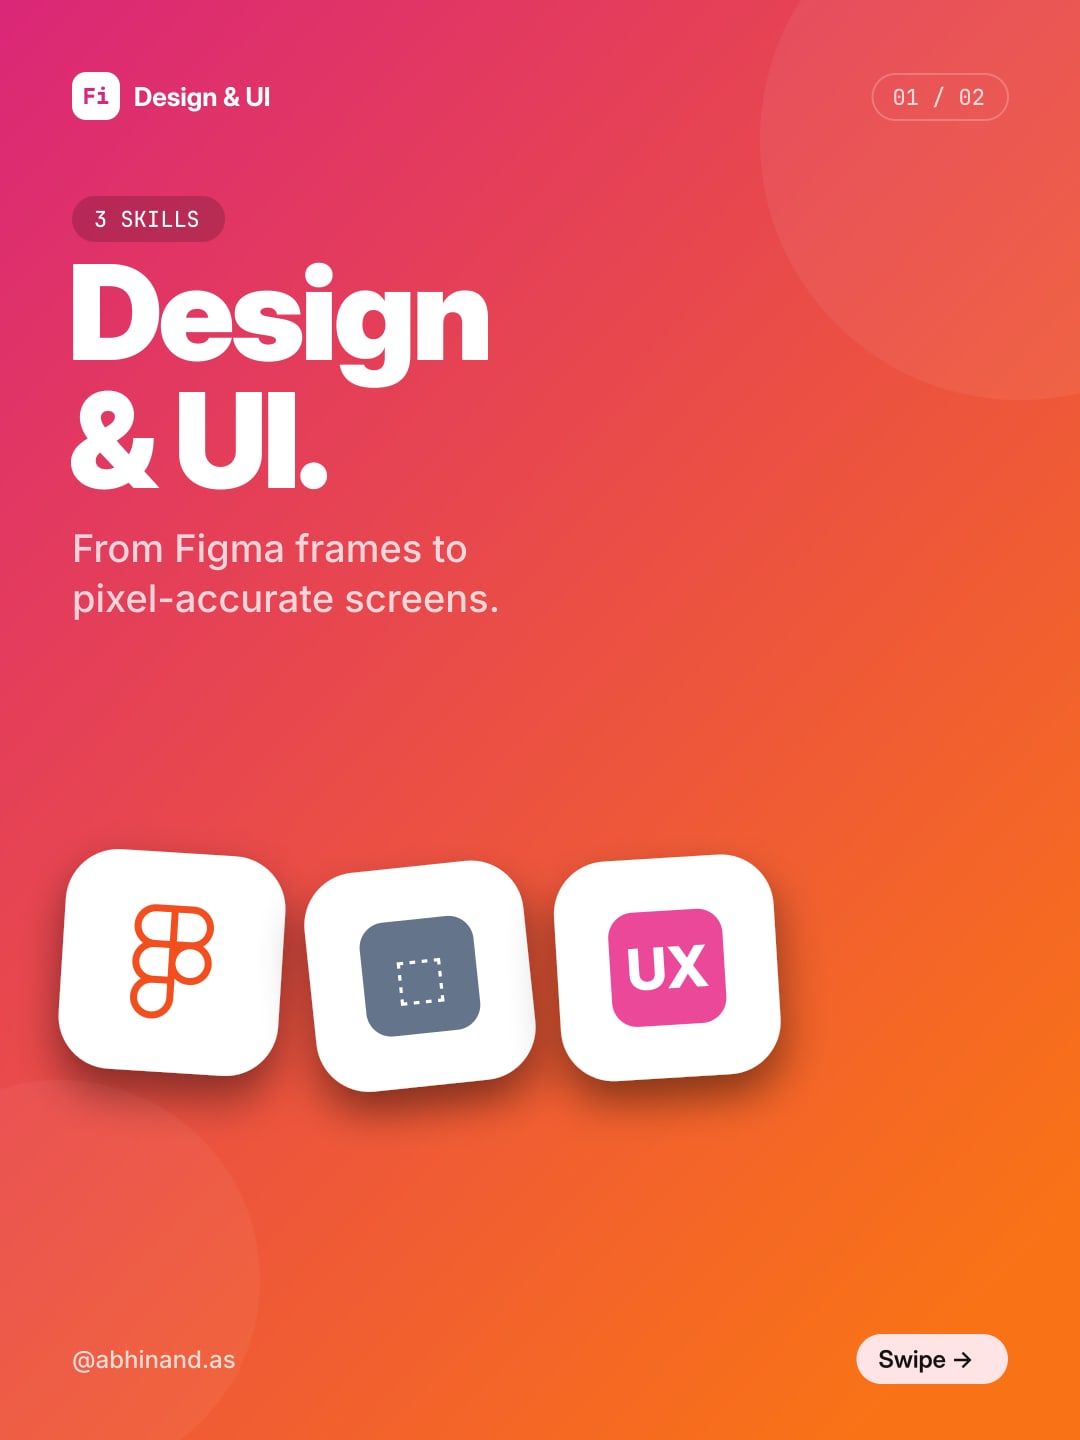 Fi
Design & UI
01 / 02
3 SKILLS
Design
& UI.
From Figma frames to
pixel-accurate screens.
UX
@abhinand.as
Swipe →